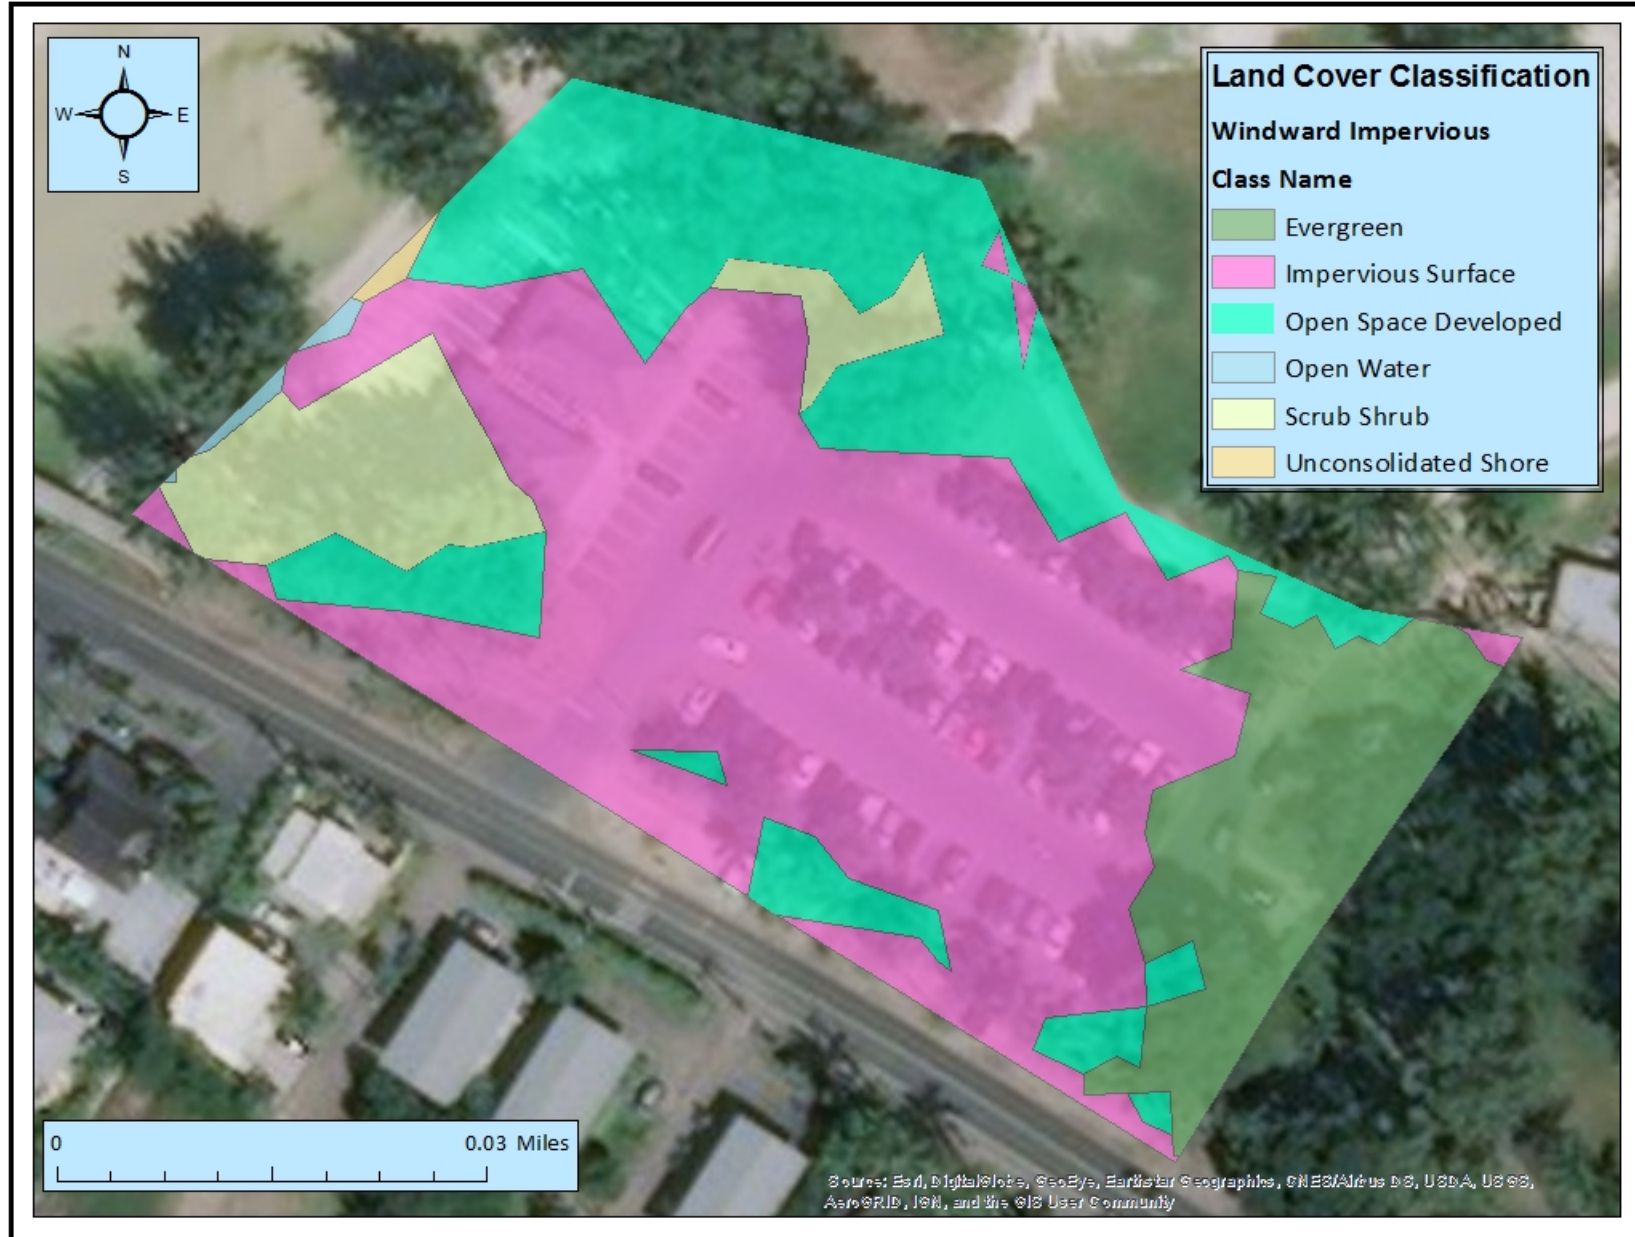 N
W E
S
Land Cover Classification
Windward Impervious
Class Name
Evergreen
Impervious Surface
Open Space Developed
Open Water
Scrub Shrub
Unconsolidated Shore
0 0.03 Miles
Source: Esri, DigitalGlobe, GeoEye, Earthstar Geographics, CNES/Airbus DS, USDA, USGS,
AeroGRID, IGN, and the GIS User Community